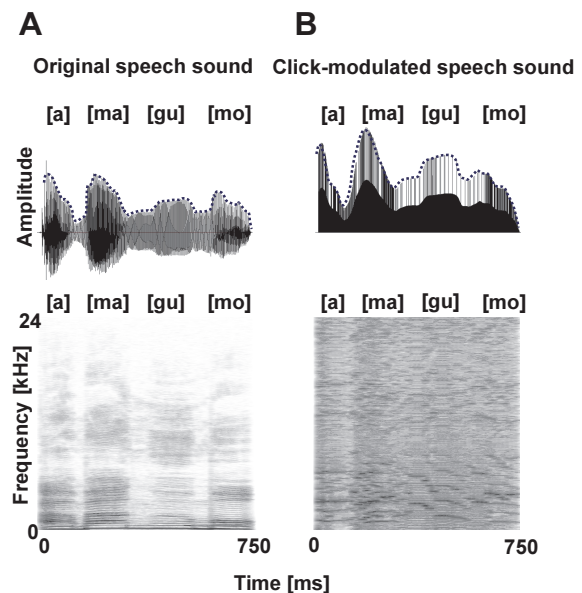 A
B
Original speech sound
Click-modulated speech sound
[a] [ma] [gu] [mo]
[a] [ma] [gu] [mo]
Amplitude
[a] [ma] [gu] [mo]
[a] [ma] [gu] [mo]
24
Frequency [kHz]
0
0
750
0
750
Time [ms]